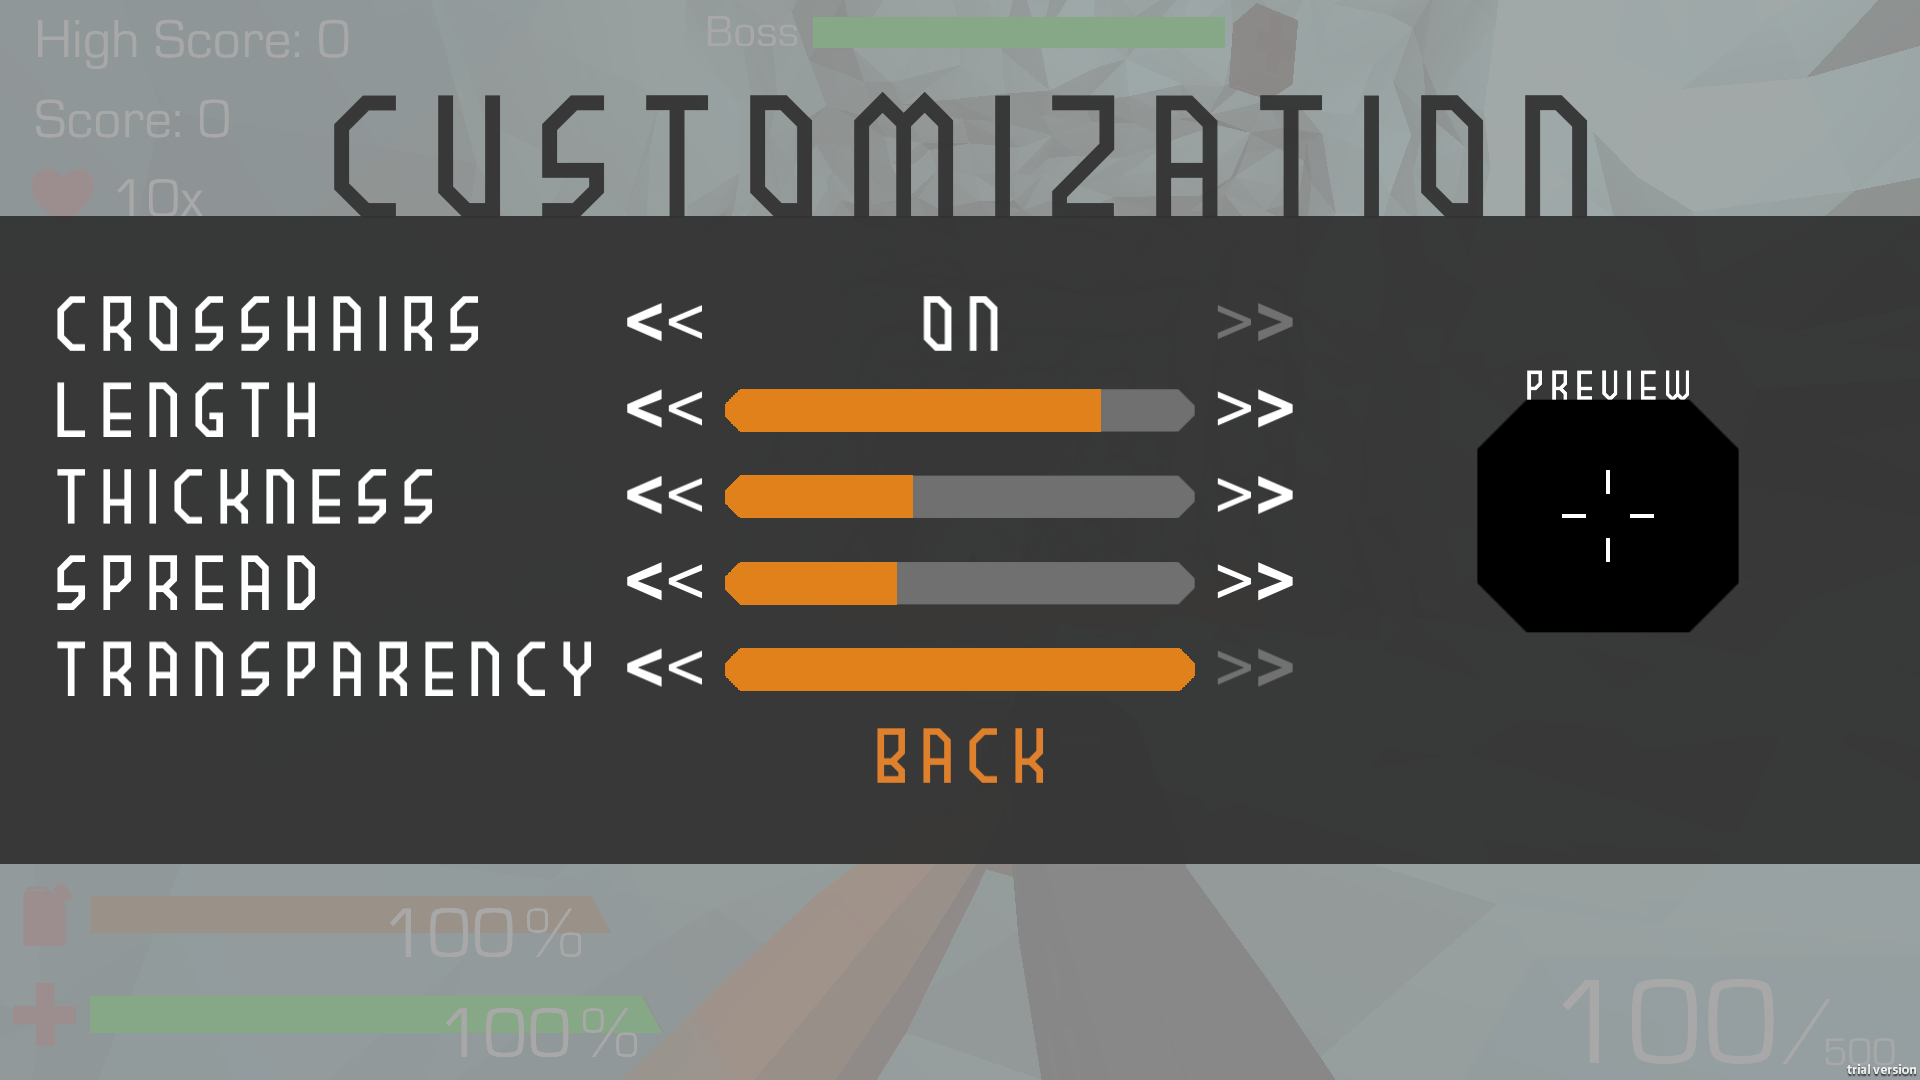 High Score: 0
Boss
Score: 0
10x
CUSTOMIZATION
CROSSHAIRS << ON >>
LENGTH << >>
PREVIEW
THICKNESS << >>
SPREAD << >>
TRANSPARENCY << >>
BACK
100%
100%
100/500
trial version